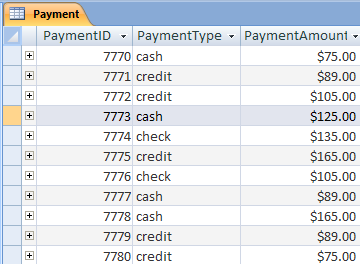 Payment
PaymentID PaymentType PaymentAmount
7770 cash $75.00
7771 credit $89.00
7772 credit $105.00
7773 cash $125.00
7774 check $135.00
7775 credit $165.00
7776 check $105.00
7777 cash $89.00
7778 cash $165.00
7779 credit $89.00
7780 credit $75.00